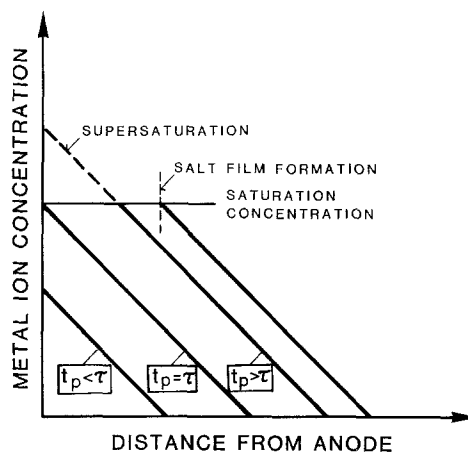 METAL ION CONCENTRATION
SUPERSATURATION
SALT FILM FORMATION
SATURATION
CONCENTRATION
tp<τ
tp=τ
tp>τ
DISTANCE FROM ANODE